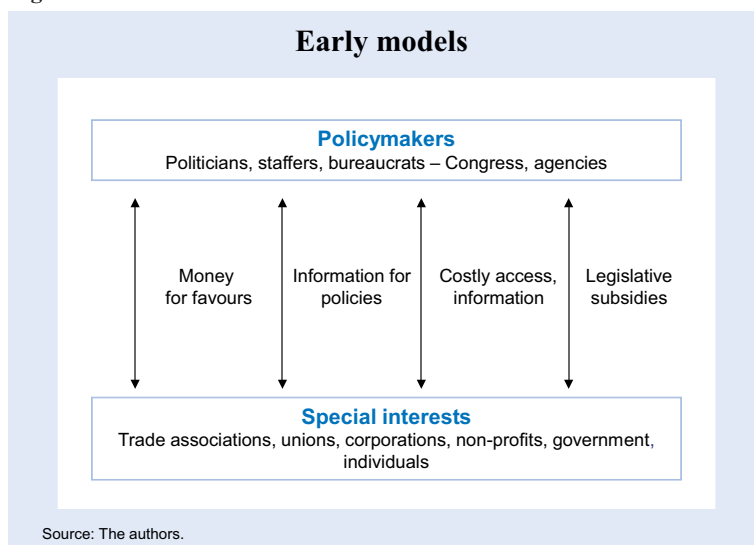 Early models
Policymakers
Politicians, staffers, bureaucrats – Congress, agencies
Money
for favours
Information for
policies
Costly access,
information
Legislative
subsidies
Special interests
Trade associations, unions, corporations, non-profits, government,
individuals
Source: The authors.